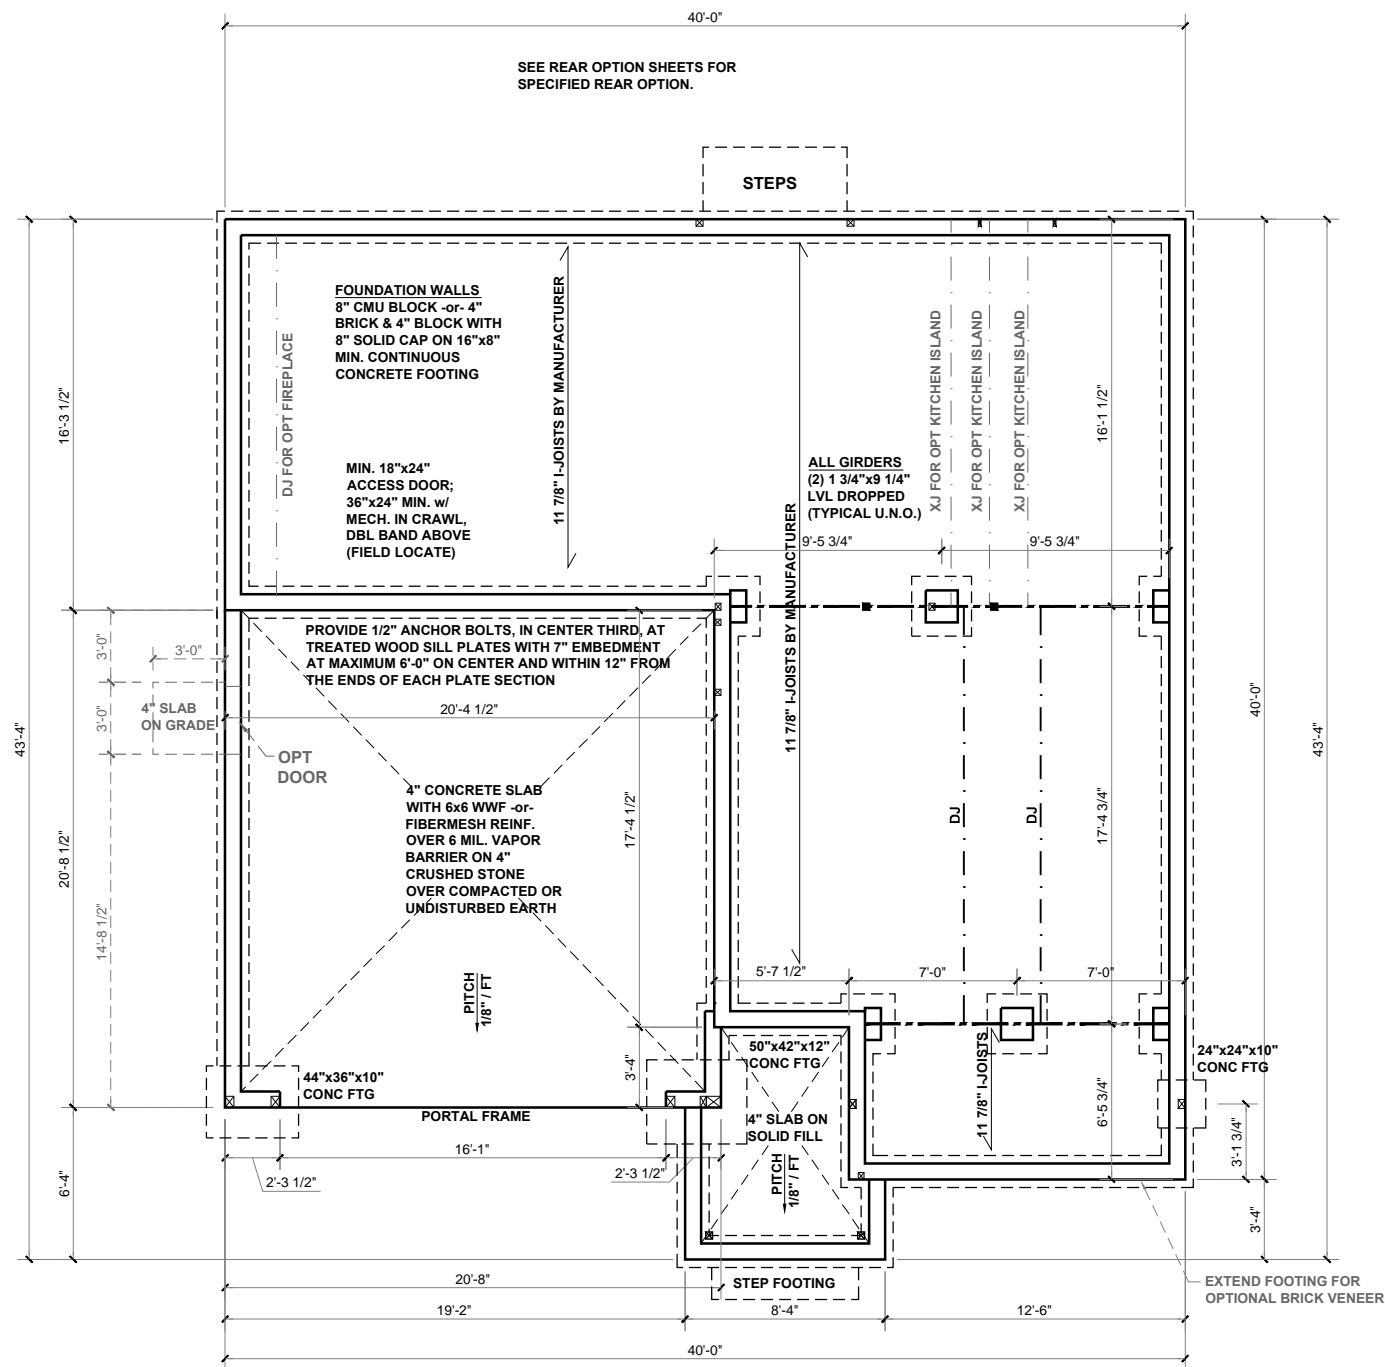 40'-0"
SEE REAR OPTION SHEETS FOR
SPECIFIED REAR OPTION.
STEPS
FOUNDATION WALLS
8" CMU BLOCK -or- 4"
BRICK & 4" BLOCK WITH
8" SOLID CAP ON 16"x8"
MIN. CONTINUOUS
CONCRETE FOOTING
DJ FOR OPT FIREPLACE
11 7/8" I-JOISTS BY MANUFACTURER
MIN. 18"x24"
ACCESS DOOR;
36"x24" MIN. w/
MECH. IN CRAWL,
DBL BAND ABOVE
(FIELD LOCATE)
ALL GIRDERS
(2) 1 3/4"x9 1/4"
LVL DROPPED
(TYPICAL U.N.O.)
XJ FOR OPT KITCHEN ISLAND
XJ FOR OPT KITCHEN ISLAND
XJ FOR OPT KITCHEN ISLAND
16'-3 1/2"
16'-1 1/2"
9'-5 3/4"
9'-5 3/4"
11 7/8" I-JOISTS BY MANUFACTURER
PROVIDE 1/2" ANCHOR BOLTS, IN CENTER THIRD, AT
TREATED WOOD SILL PLATES WITH 7" EMBEDMENT
AT MAXIMUM 6'-0" ON CENTER AND WITHIN 12" FROM
THE ENDS OF EACH PLATE SECTION
3'-0"
3'-0"
3'-0"
4" SLAB
ON GRADE
20'-4 1/2"
OPT
DOOR
43'-4"
40'-0"
43'-4"
4" CONCRETE SLAB
WITH 6x6 WWF -or-
FIBERMESH REINF.
OVER 6 MIL. VAPOR
BARRIER ON 4"
CRUSHED STONE
OVER COMPACTED OR
UNDISTURBED EARTH
17'-4 1/2"
DJ
DJ
17'-4 3/4"
20'-8 1/2"
14'-8 1/2"
PITCH
1/8" / FT
5'-7 1/2"
7'-0"
7'-0"
3'-4"
50"x42"x12"
CONC FTG
11 7/8" I-JOISTS
24"x24"x10"
CONC FTG
44"x36"x10"
CONC FTG
PORTAL FRAME
4" SLAB ON
SOLID FILL
6'-5 3/4"
3'-1 3/4"
16'-1"
2'-3 1/2"
2'-3 1/2"
PITCH
1/8" / FT
6'-4"
3'-4"
20'-8"
STEP FOOTING
EXTEND FOOTING FOR
OPTIONAL BRICK VENEER
19'-2"
8'-4"
12'-6"
40'-0"